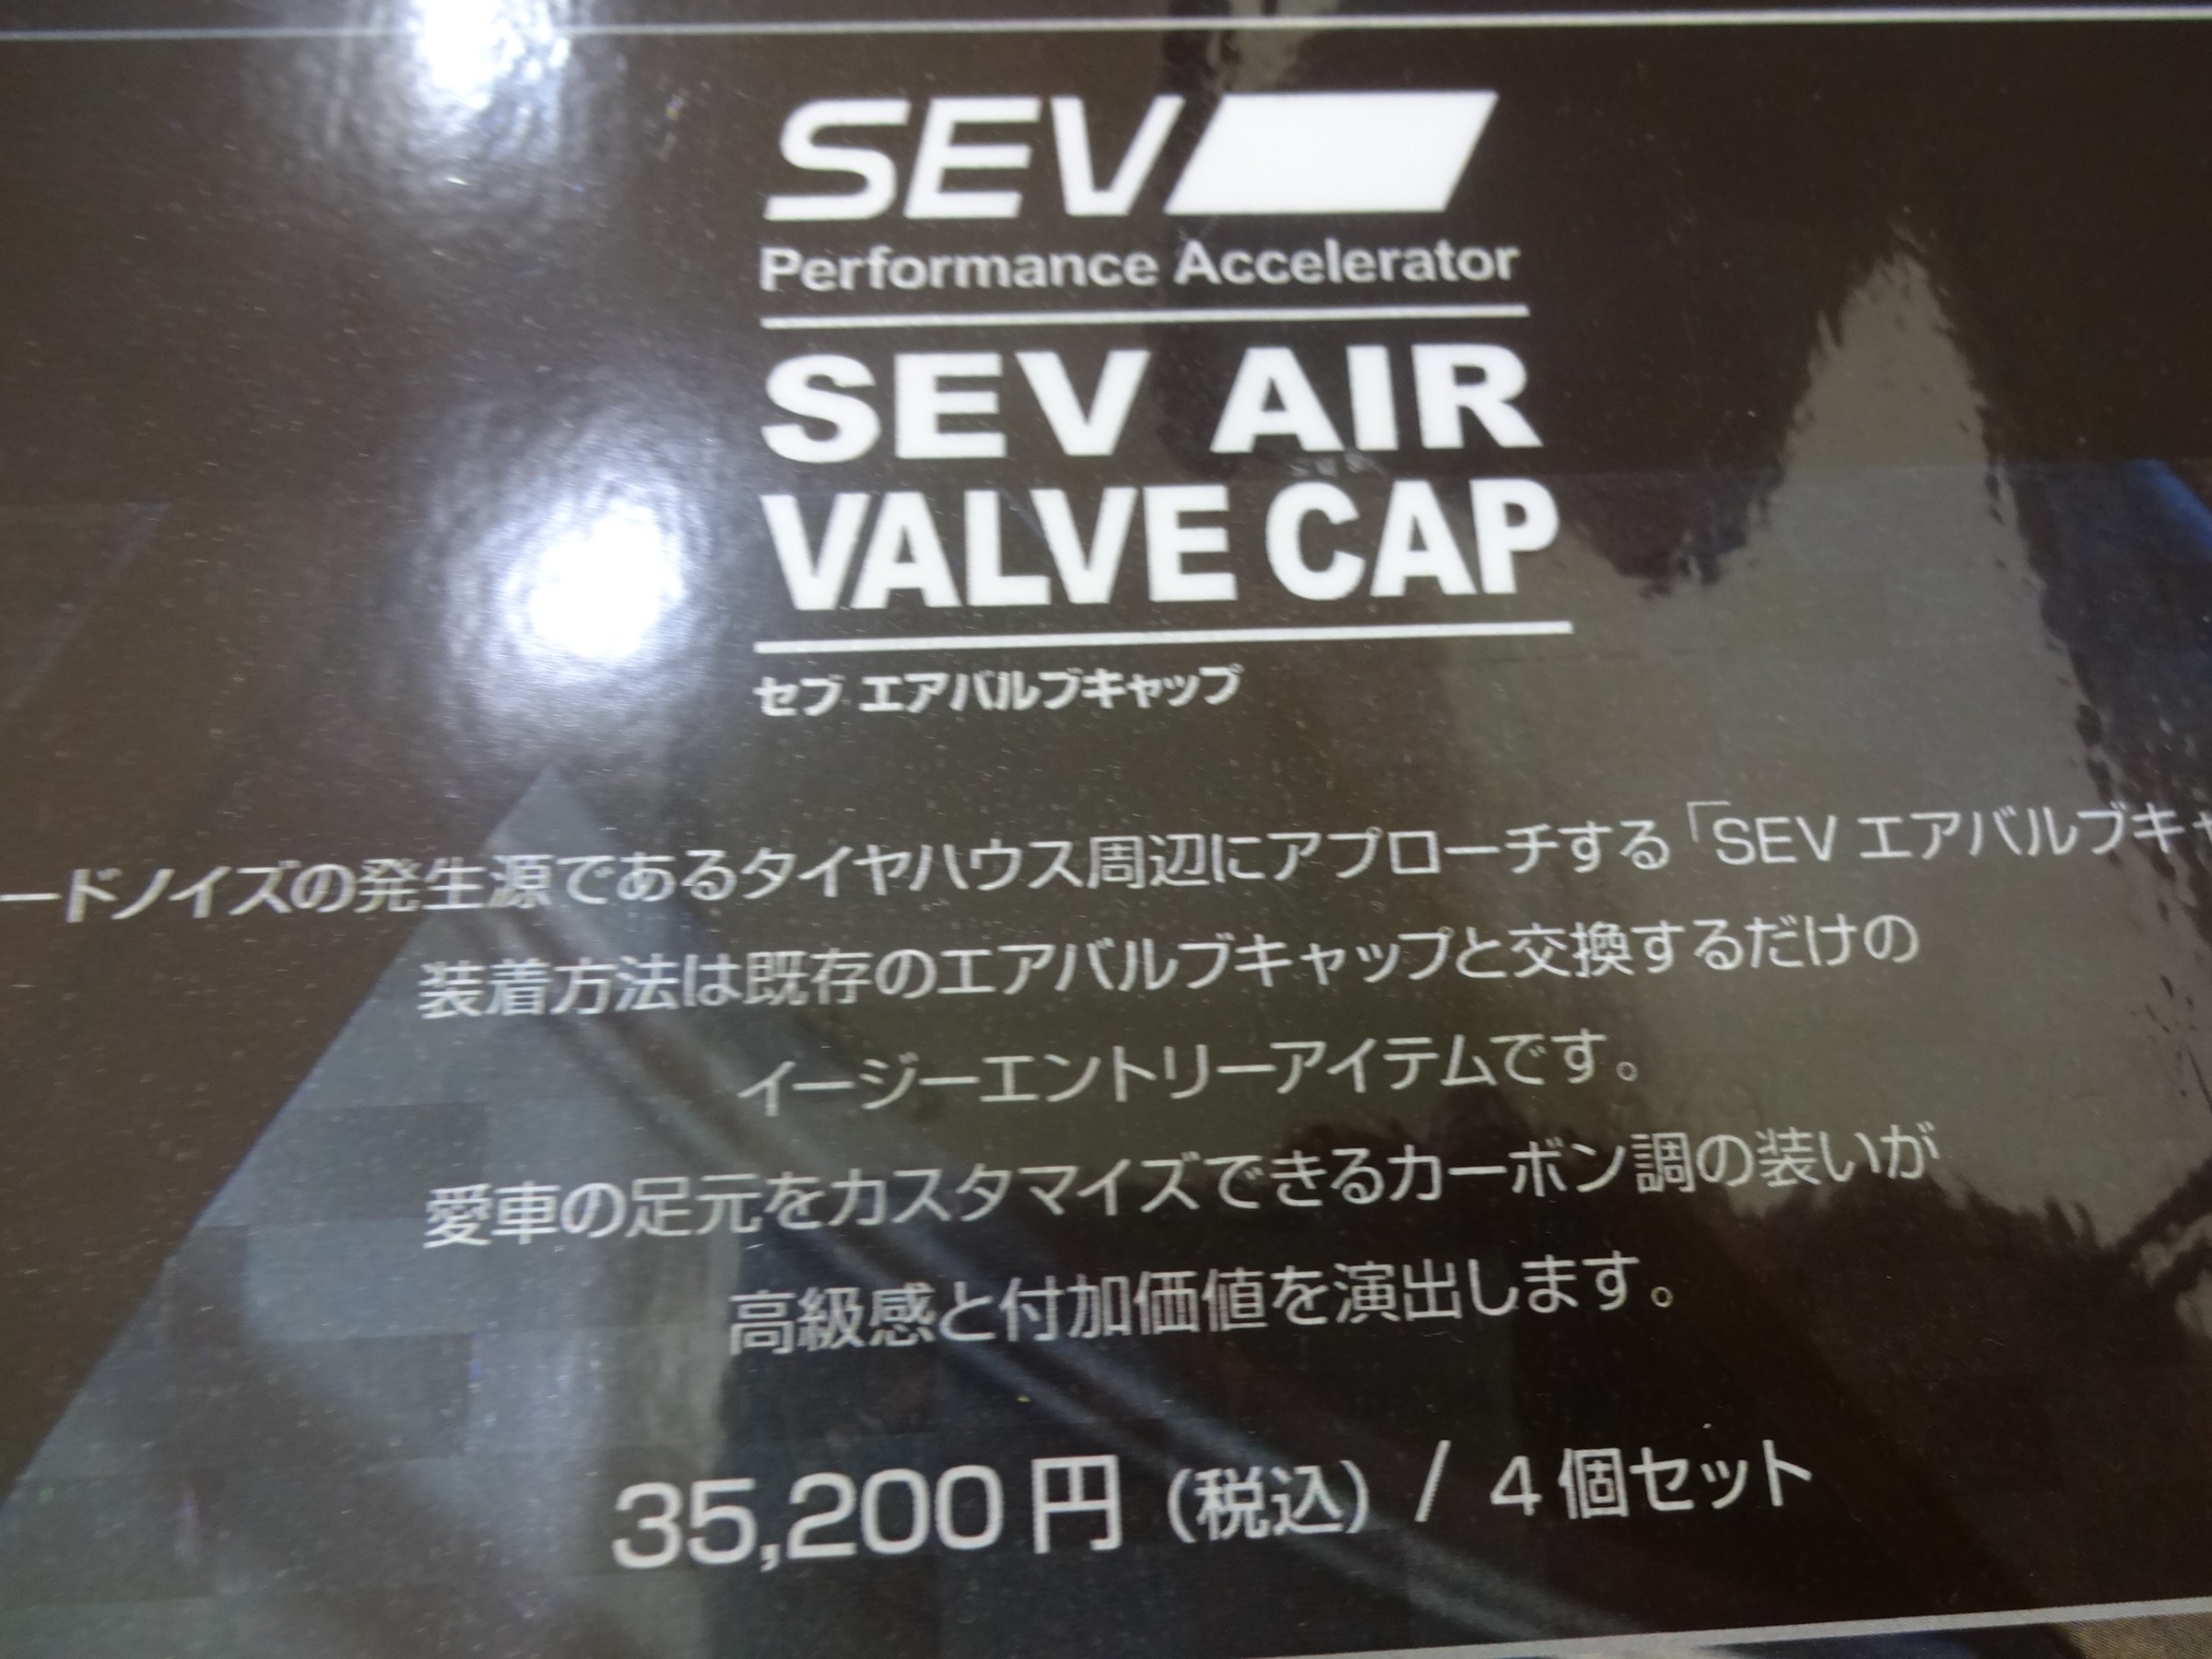 SEV
Performance Accelerator
SEV AIR
VALVE CAP
セブ エアバルブキャップ
ードノイズの発生源であるタイヤハウス周辺にアプローチする「SEVエアバルブキャ
装着方法は既存のエアバルブキャップと交換するだけの
イージーエントリーアイテムです。
愛車の足元をカスタマイズできるカーボン調の装いが
高級感と付加価値を演出します。
35,200円（税込）/ 4個セット